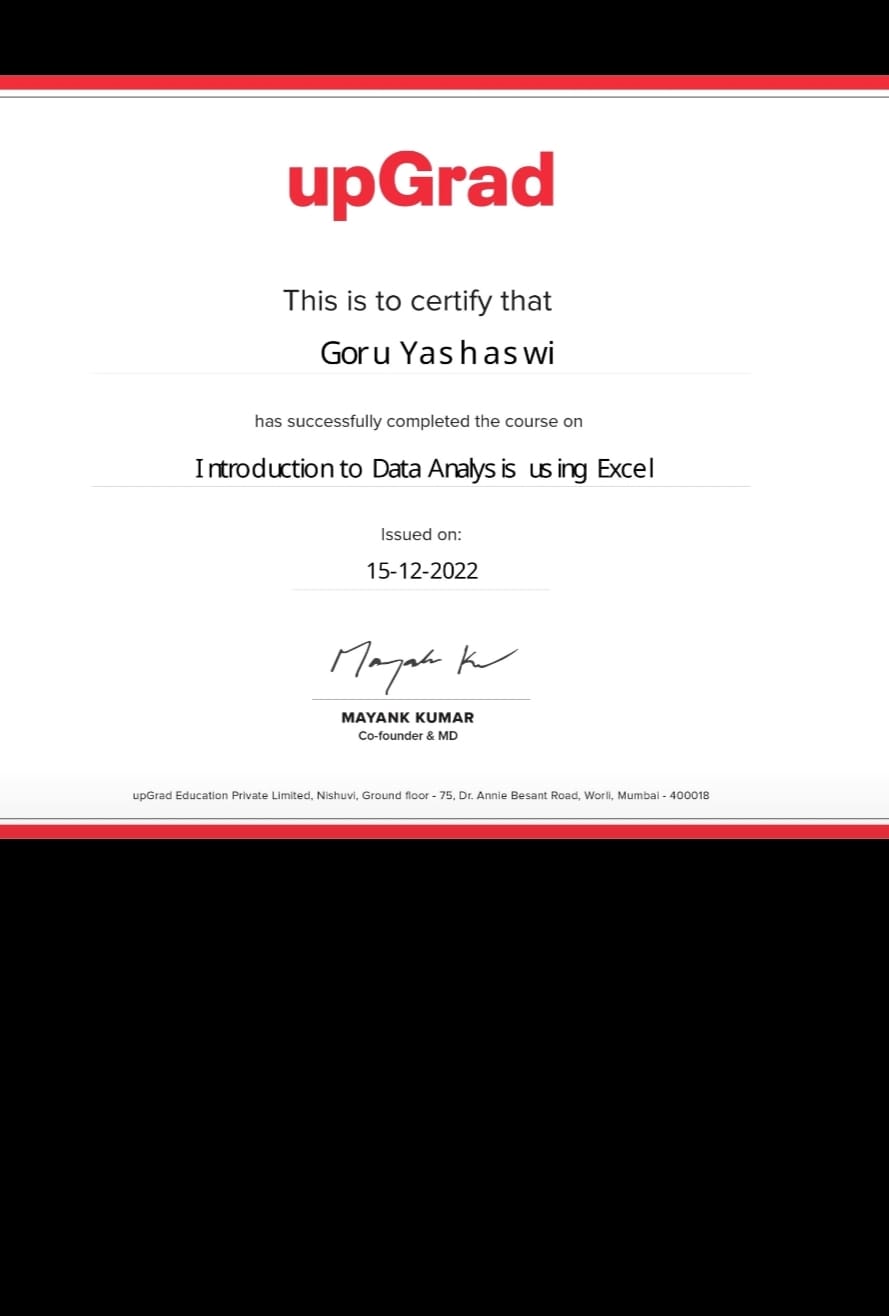 upGrad
This is to certify that
Goru Yashaswi
has successfully completed the course on
Introduction to Data Analysis using Excel
Issued on:
15-12-2022
Mayank Ku
MAYANK KUMAR
Co-founder & MD
upGrad Education Private Limited, Nishuvi, Ground floor - 75, Dr. Annie Besant Road, Worli, Mumbai - 400018